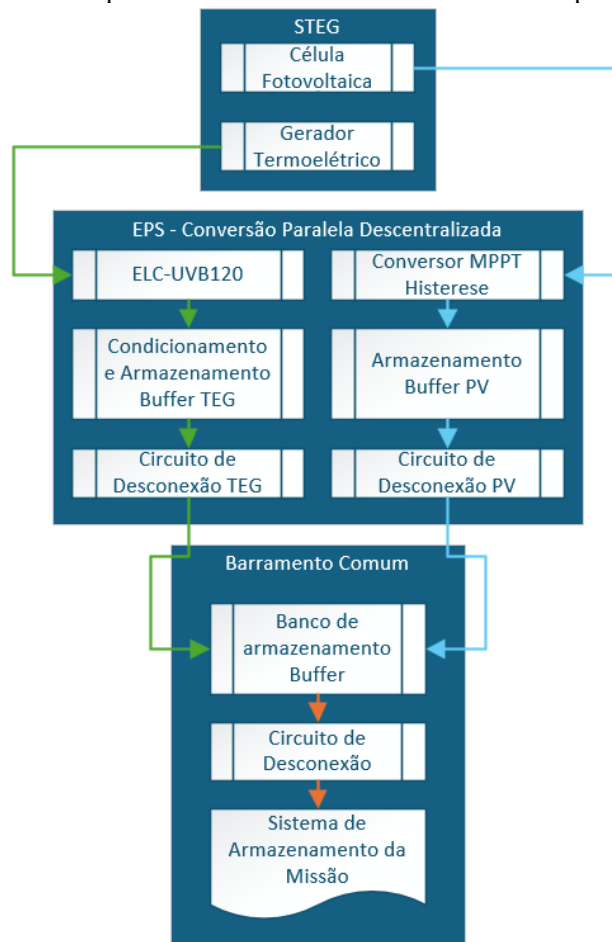 STEG
Célula
Fotovoltaica
Gerador
Termoelétrico
EPS - Conversão Paralela Descentralizada
ELC-UVB120
Conversor MPPT
Histerese
Condicionamento
e Armazenamento
Buffer TEG
Armazenamento
Buffer PV
Circuito de
Desconexão TEG
Circuito de
Desconexão PV
Barramento Comum
Banco de
armazenamento
Buffer
Circuito de
Desconexão
Sistema de
Armazenamento da
Missão